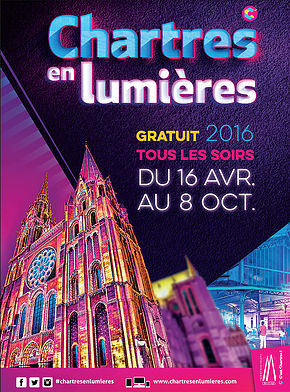 Chartres
en lumières
GRATUIT 2016
TOUS LES SOIRS
DU 16 AVR.
AU 8 OCT.
#chartresenlumieres
www.chartresenlumieres.com